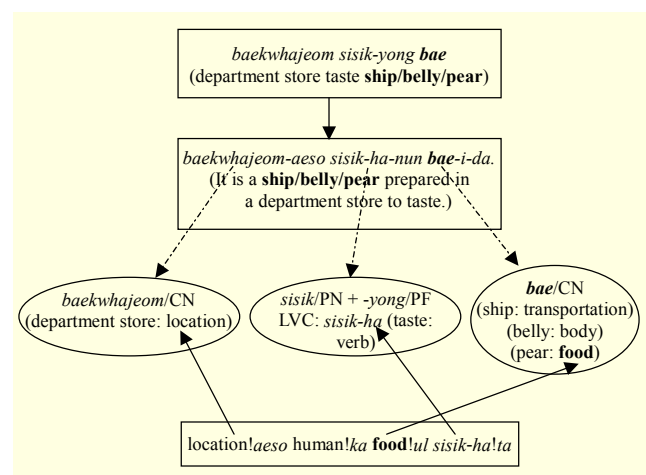 baekwhajeom sisik-yong bae
(department store taste ship/belly/pear)
baekwhajeom-aeso sisik-ha-nun bae-i-da.
(It is a ship/belly/pear prepared in
a department store to taste.)
baekwhajeom/CN
(department store: location)
sisik/PN + -yong/PF
LVC: sisik-ha (taste:
verb)
bae/CN
(ship: transportation)
(belly: body)
(pear: food)
location!aeso human!ka food!ul sisik-ha!ta